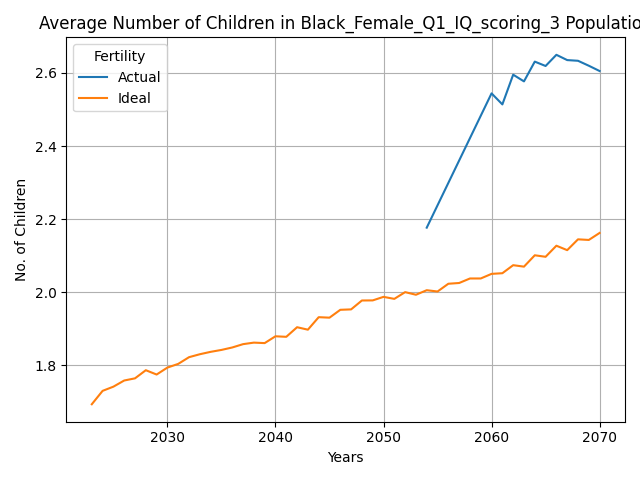 Average Number of Children in Black_Female_Q1_IQ_scoring_3 Populatio
Fertility
Actual
Ideal
2.6
2.4
2.2
2.0
1.8
No. of Children
2030
2040
2050
2060
2070
Years